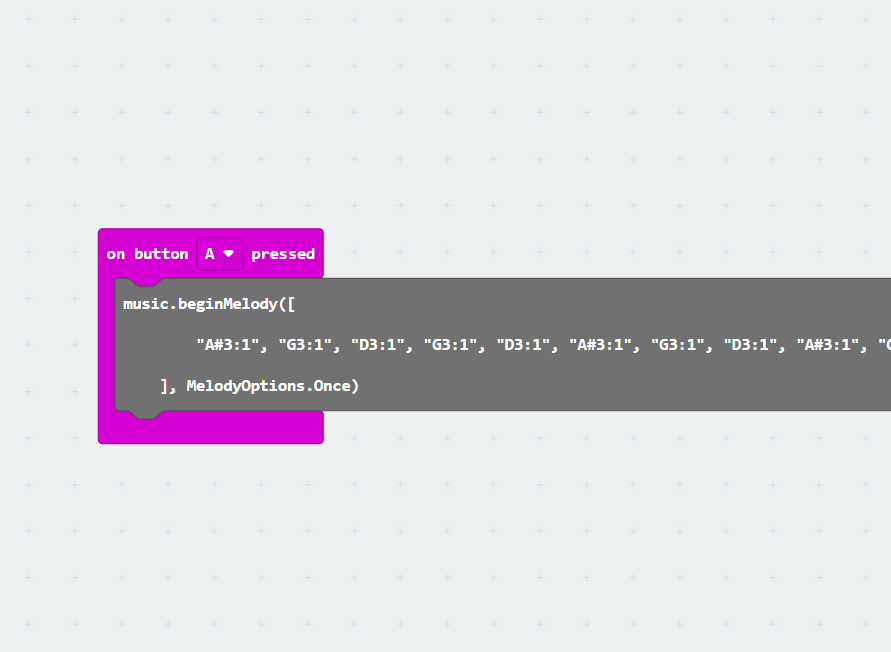 on button A pressed
music.beginMelody([
"A#3:1", "G3:1", "D3:1", "G3:1", "D3:1", "A#3:1", "G3:1", "D3:1", "A#3:1", "
], MelodyOptions.Once)